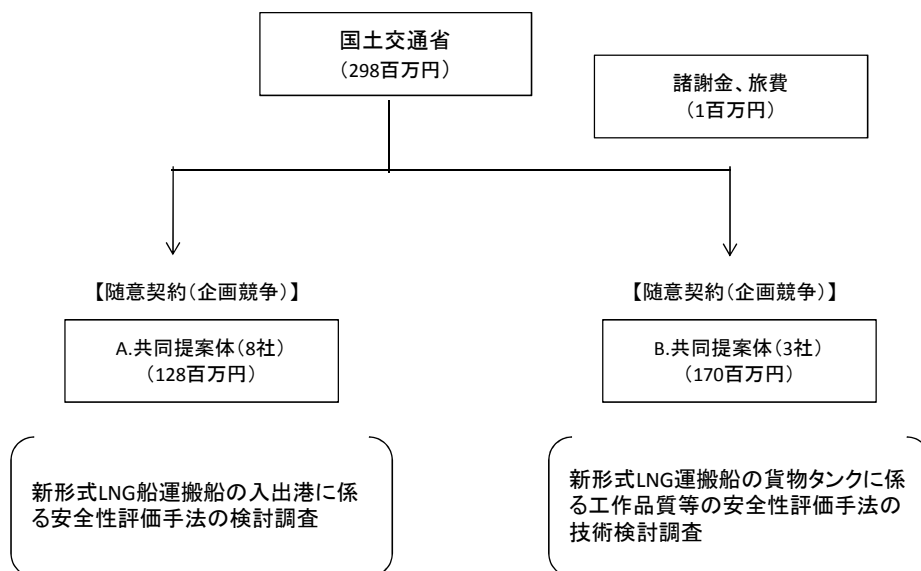 国土交通省
（298百万円）
諸謝金、旅費
（1百万円）
【随意契約（企画競争）】
A.共同提案体（8社）
（128百万円）
新形式LNG船運搬船の入出港に係
る安全性評価手法の検討調査
【随意契約（企画競争）】
B.共同提案体（3社）
（170百万円）
新形式LNG運搬船の貨物タンクに係
る工作品質等の安全性評価手法の
技術検討調査